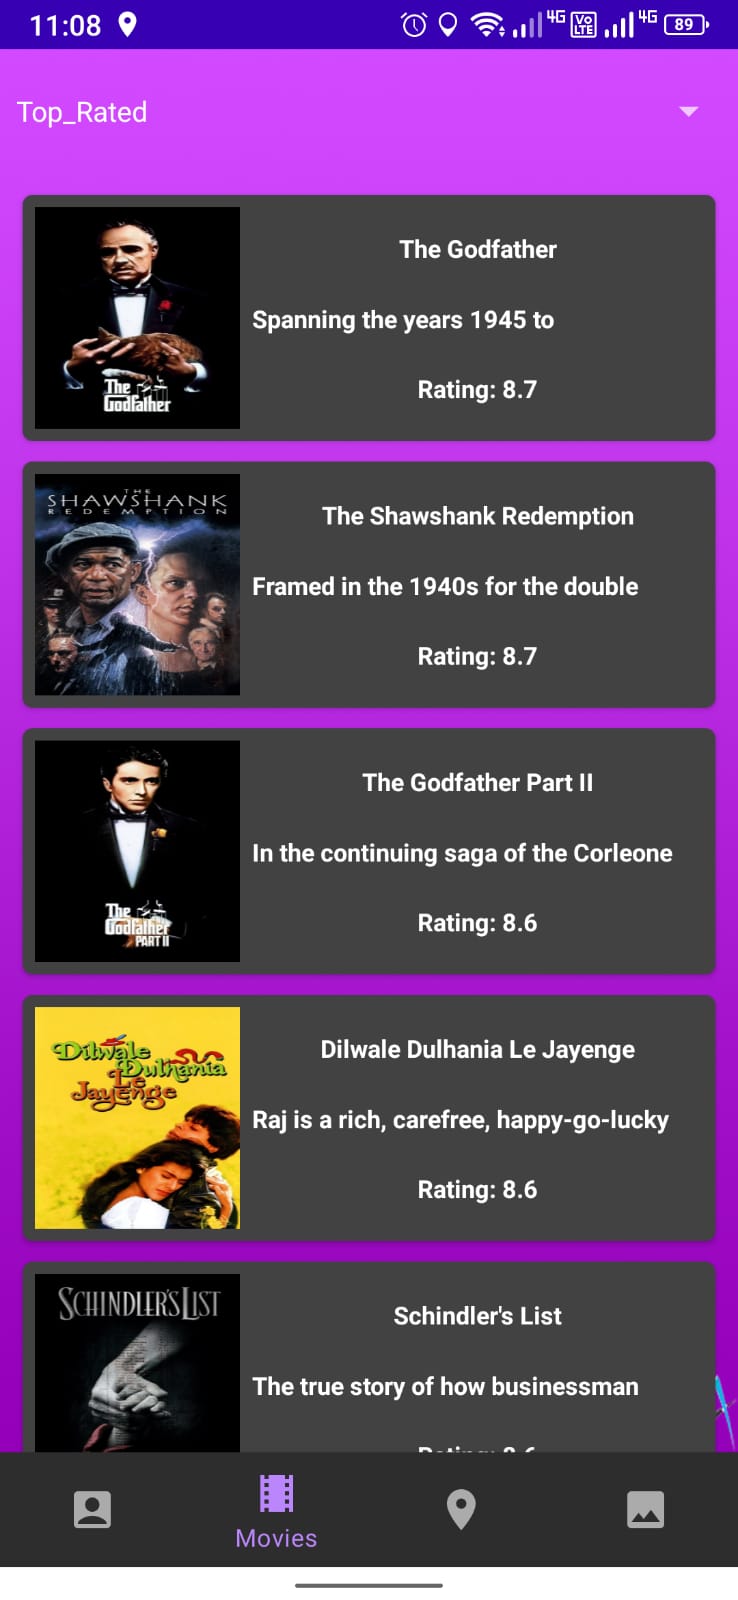 11:08 4G VO LTE 4G 89
Top_Rated
The Godfather
Spanning the years 1945 to
Rating: 8.7
The
Godfather
THE
SHAWSHANK
REDEMPTION
The Shawshank Redemption
Framed in the 1940s for the double
Rating: 8.7
The Godfather Part II
In the continuing saga of the Corleone
Rating: 8.6
The
Godfather
PART II
Dilwale
Dulhania
Le
Jayenge
Dilwale Dulhania Le Jayenge
Raj is a rich, carefree, happy-go-lucky
Rating: 8.6
SCHINDLER'S LIST
Schindler's List
The true story of how businessman
Rating: 8.6
Movies